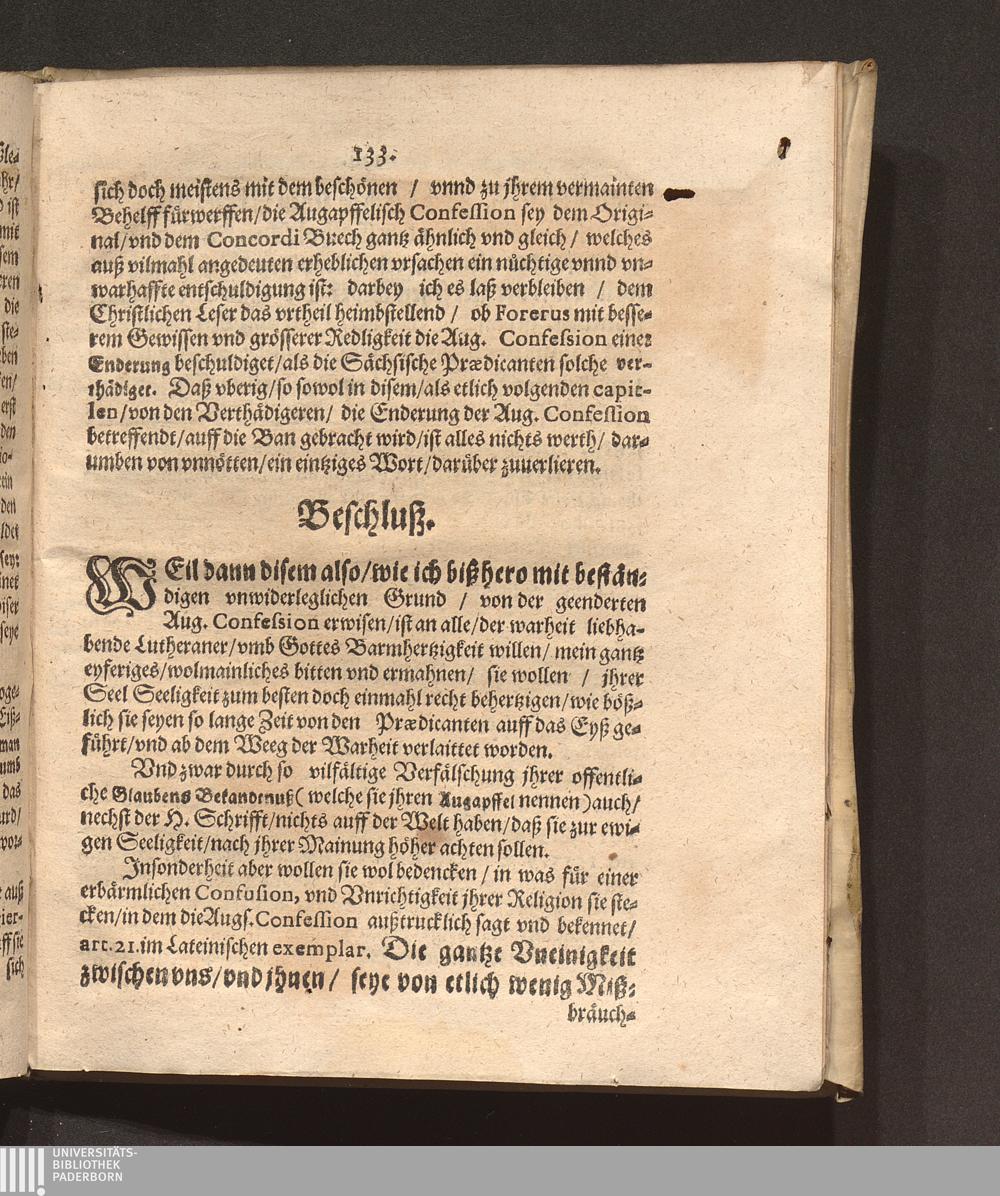 133.
sich doch meistens mit dem beschönen / vnnd zu jhrem vermainten
Behelff fürwerffen/die Augapffelisch Confession sey dem Origi-
nal/vnd dem Concordi Buech gantz ähnlich vnd gleich / welches
auß vilmahl angedeuten erheblichen vrsachen ein nüchtige vnnd vn-
warhaffte entschuldigung ist: darbey ich es laß verbleiben / dem
Christlichen Leser das vrtheil heimbstellend / ob Forerus mit besse-
rem Gewissen vnd grösserer Redligkeit die Aug. Confession einer
Enderung beschuldiget/als die Sächsische Prædicanten solche ver-
thädiget. Daß vberig/so sowol in disem/als etlich volgenden capit-
len/von den Verthädigeren/ die Enderung der Aug. Confession
betreffendt/auff die Ban gebracht wird/ist alles nichts werth/ dar-
umben von vnnötten/ein eintziges Wort/darüber zuuerlieren.
Beschluß.
WEil dann disem also/wie ich bißhero mit bestän-
digen vnwiderleglichen Grund / von der geenderten
Aug. Confession erwisen/ist an alle/der warheit liebha-
bende Lutheraner/vmb Gottes Barmhertzigkeit willen/ mein gantz
eyferiges/wolmainliches bitten vnd ermahnen/ sie wollen / jhrer
Seel Seeligkeit zum besten doch einmahl recht behertzigen/wie böß-
lich sie seyen so lange Zeit von den Prædicanten auff das Eyß ge-
führt/vnd ab dem Weeg der Warheit verlaittet worden.
Vnd zwar durch so vilfältige Verfälschung jhrer offentli-
che Glaubens Bekandtnuß( welche sie jhren Augapffel nennen)auch/
nechst der H. Schrifft/nichts auff der Welt haben/daß sie zur ewi-
gen Seeligkeit/nach jhrer Mainung höher achten sollen.
Insonderheit aber wollen sie wol bedencken / in was für einer
erbärmlichen Confusion, vnd Vnrichtigkeit jhrer Religion sie ste-
cken/in dem die Augs. Confession außtrucklich sagt vnd bekennet/
art. 21. im Lateinischen exemplar. Die gantze Vneinigkeit
zwischen vns/vnd jhnen/ seye von etlich wenig Miß-
bräuch-
UNIVERSITÄTS-
BIBLIOTHEK
PADERBORN